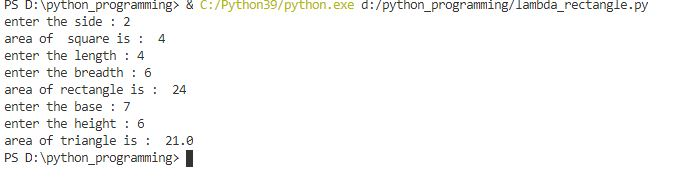 PS D:\python_programming> & C:/Python39/python.exe d:/python_programming/lambda_rectangle.py
enter the side : 2
area of  square is :  4
enter the length : 4
enter the breadth : 6
area of rectangle is :  24
enter the base : 7
enter the height : 6
area of triangle is :  21.0
PS D:\python_programming>